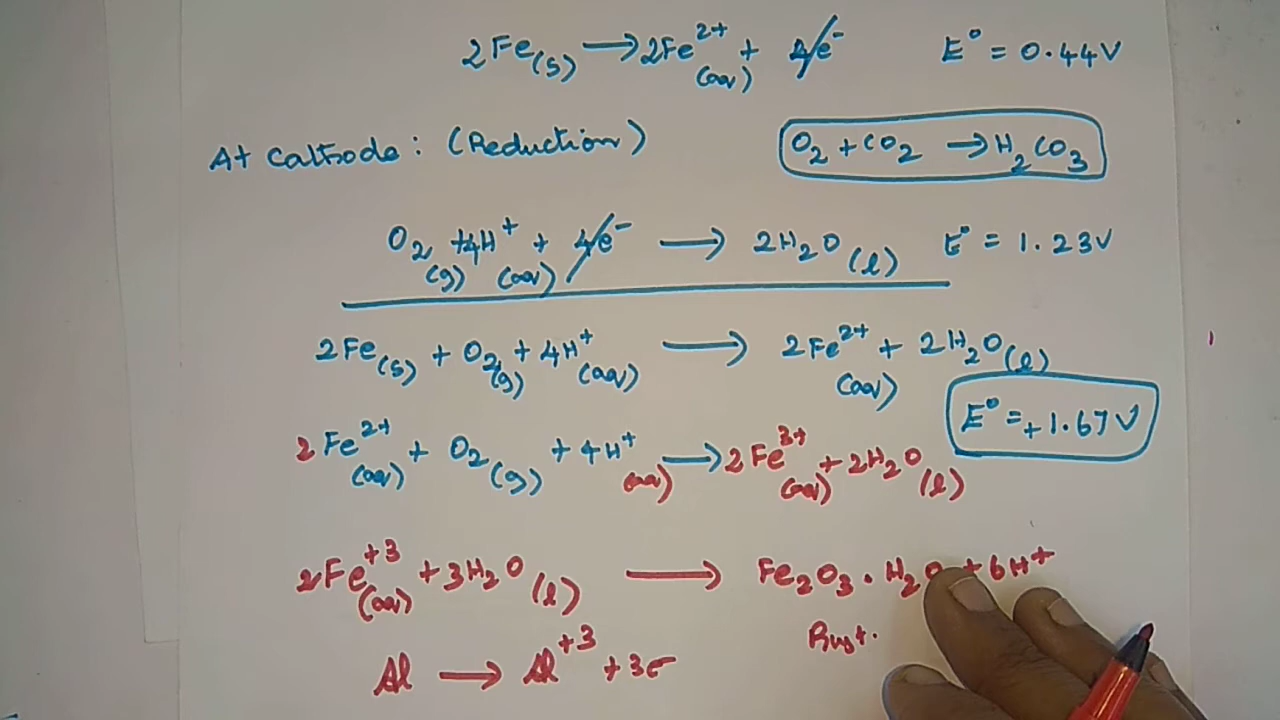 2Fe(s) → 2Fe²⁺(aq) + 4e⁻ E° = 0.44V
At Cathode: (Reduction)
O₂ + CO₂ → H₂CO₃
O₂(g) + 4H⁺(aq) + 4e⁻ → 2H₂O(l) E° = 1.23V
2Fe(s) + O₂(g) + 4H⁺(aq) → 2Fe²⁺(aq) + 2H₂O(l)
E° = +1.67V
2Fe²⁺(aq) + O₂(g) + 4H⁺(aq) → 2Fe³⁺(aq) + 2H₂O(l)
2Fe⁺³(aq) + 3H₂O(l) → Fe₂O₃·H₂O + 6H⁺
Rust.
Al → Al⁺³ + 3e⁻